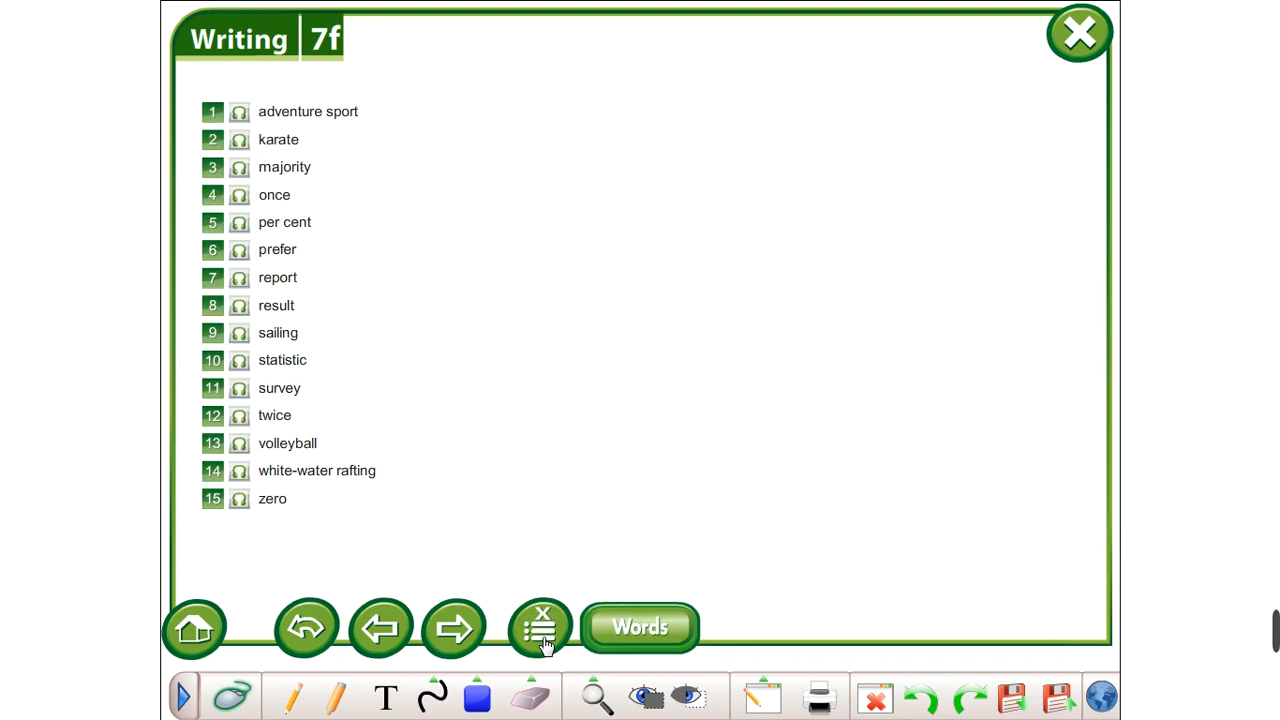 Writing 7f
1 adventure sport
2 karate
3 majority
4 once
5 per cent
6 prefer
7 report
8 result
9 sailing
10 statistic
11 survey
12 twice
13 volleyball
14 white-water rafting
15 zero
Words
T